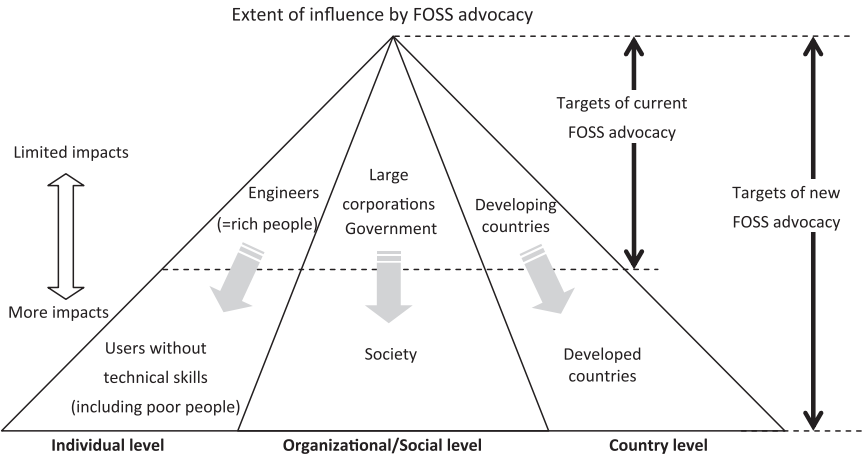 Extent of influence by FOSS advocacy
Targets of current
FOSS advocacy
Targets of new
FOSS advocacy
Limited impacts
More impacts
Engineers
(=rich people)
Large
corporations
Government
Developing
countries
Users without
technical skills
(including poor people)
Society
Developed
countries
Individual level
Organizational/Social level
Country level